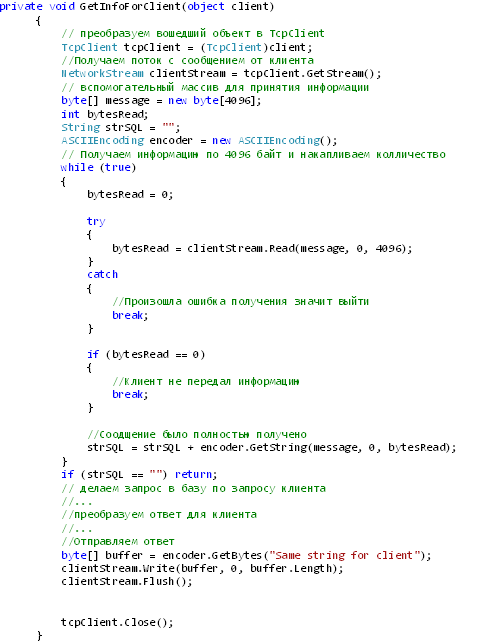 private void GetInfoForClient(object client)
{
// преобразуем вошедший объект в TcpClient
TcpClient tcpClient = (TcpClient)client;
//Получаем поток с сообщением от клиента
NetworkStream clientStream = tcpClient.GetStream();
// вспомогательный массив для принятия информации
byte[] message = new byte[4096];
int bytesRead;
String strSQL = "";
ASCIIEncoding encoder = new ASCIIEncoding();
// Получаем информацию по 4096 байт и накапливаем колличество
while (true)
{
bytesRead = 0;
try
{
bytesRead = clientStream.Read(message, 0, 4096);
}
catch
{
//Произошла ошибка получения значит выйти
break;
}
if (bytesRead == 0)
{
//Клиент не передал информацию
break;
}
//Соодщение было полностью получено
strSQL = strSQL + encoder.GetString(message, 0, bytesRead);
}
if (strSQL == "") return;
// делаем запрос в базу по запросу клиента
//...
//преобразуем ответ для клиента
//...
//Отправляем ответ
byte[] buffer = encoder.GetBytes("Same string for client");
clientStream.Write(buffer, 0, buffer.Length);
clientStream.Flush();
tcpClient.Close();
}